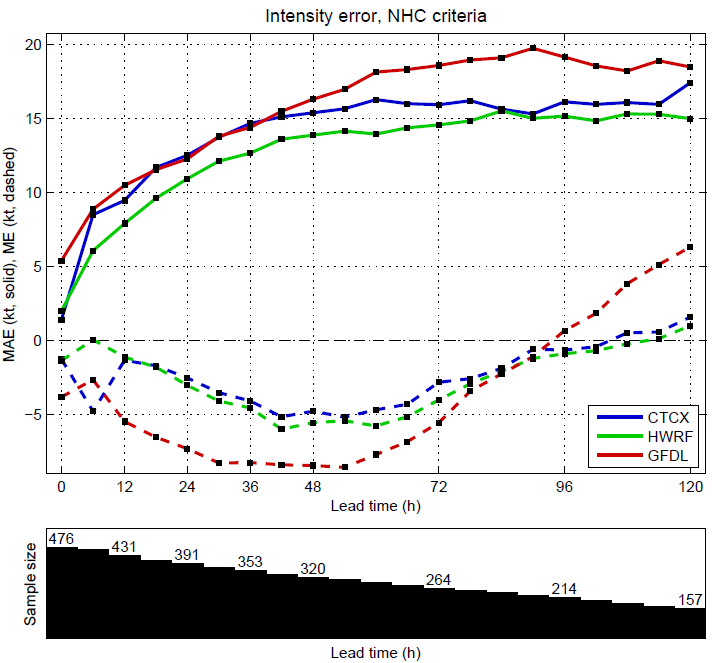 Intensity error, NHC criteria
MAE (kt, solid), ME (kt, dashed)
20
15
10
5
0
−5
0 12 24 36 48 72 96 120
Lead time (h)
CTCX
HWRF
GFDL
Sample size
476 431 391 353 320 264 214 157
Lead time (h)